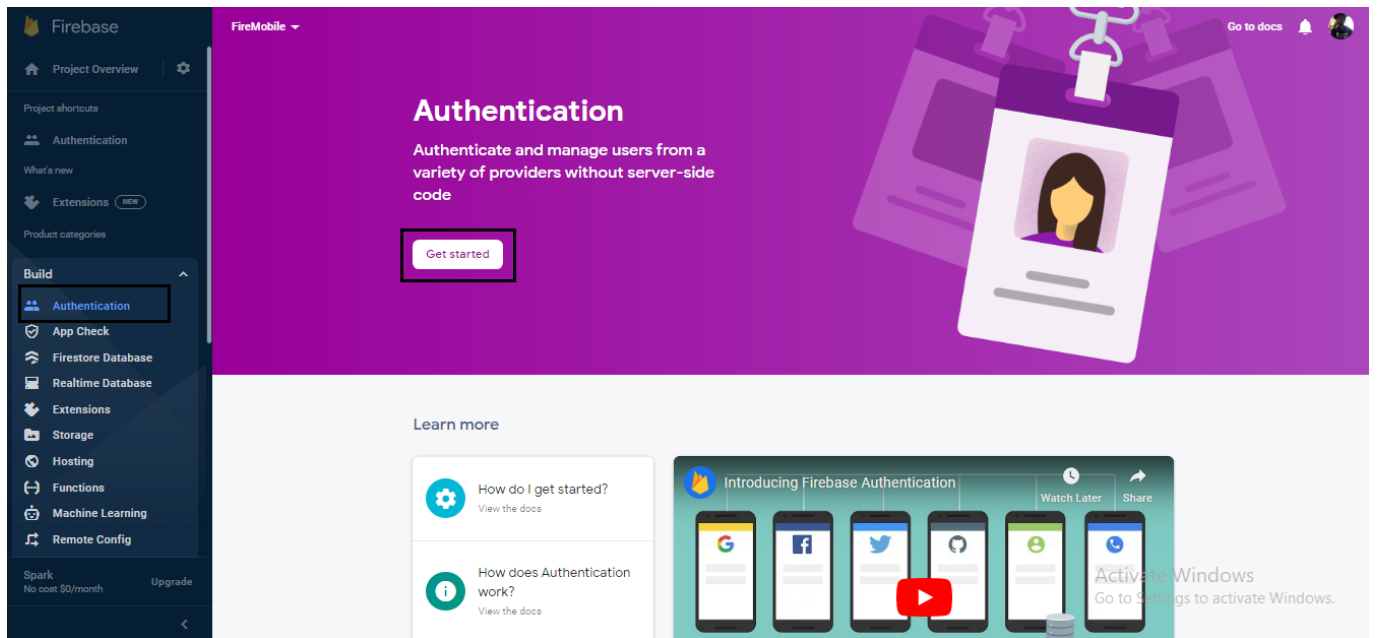 Firebase
Project Overview
Project shortcuts
Authentication
What's new
Extensions NEW
Product categories
Build
Authentication
App Check
Firestore Database
Realtime Database
Extensions
Storage
Hosting
Functions
Machine Learning
Remote Config
Spark
No cost $0/month
Upgrade
FireMobile
Go to docs
Authentication
Authenticate and manage users from a
variety of providers without server-side
code
Get started
Learn more
How do I get started?
View the docs
How does Authentication
work?
View the docs
Introducing Firebase Authentication
Watch Later
Share
Activate Windows
Go to Settings to activate Windows.